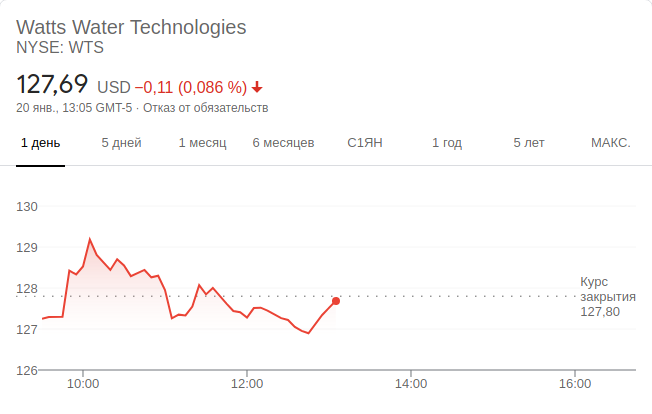 Watts Water Technologies
NYSE: WTS
127,69 USD −0,11 (0,086 %)
20 янв., 13:05 GMT-5 · Отказ от обязательств
1 день 5 дней 1 месяц 6 месяцев С1ЯН 1 год 5 лет МАКС.
130
129
128
127
126
Курс
закрытия
127,80
10:00 12:00 14:00 16:00